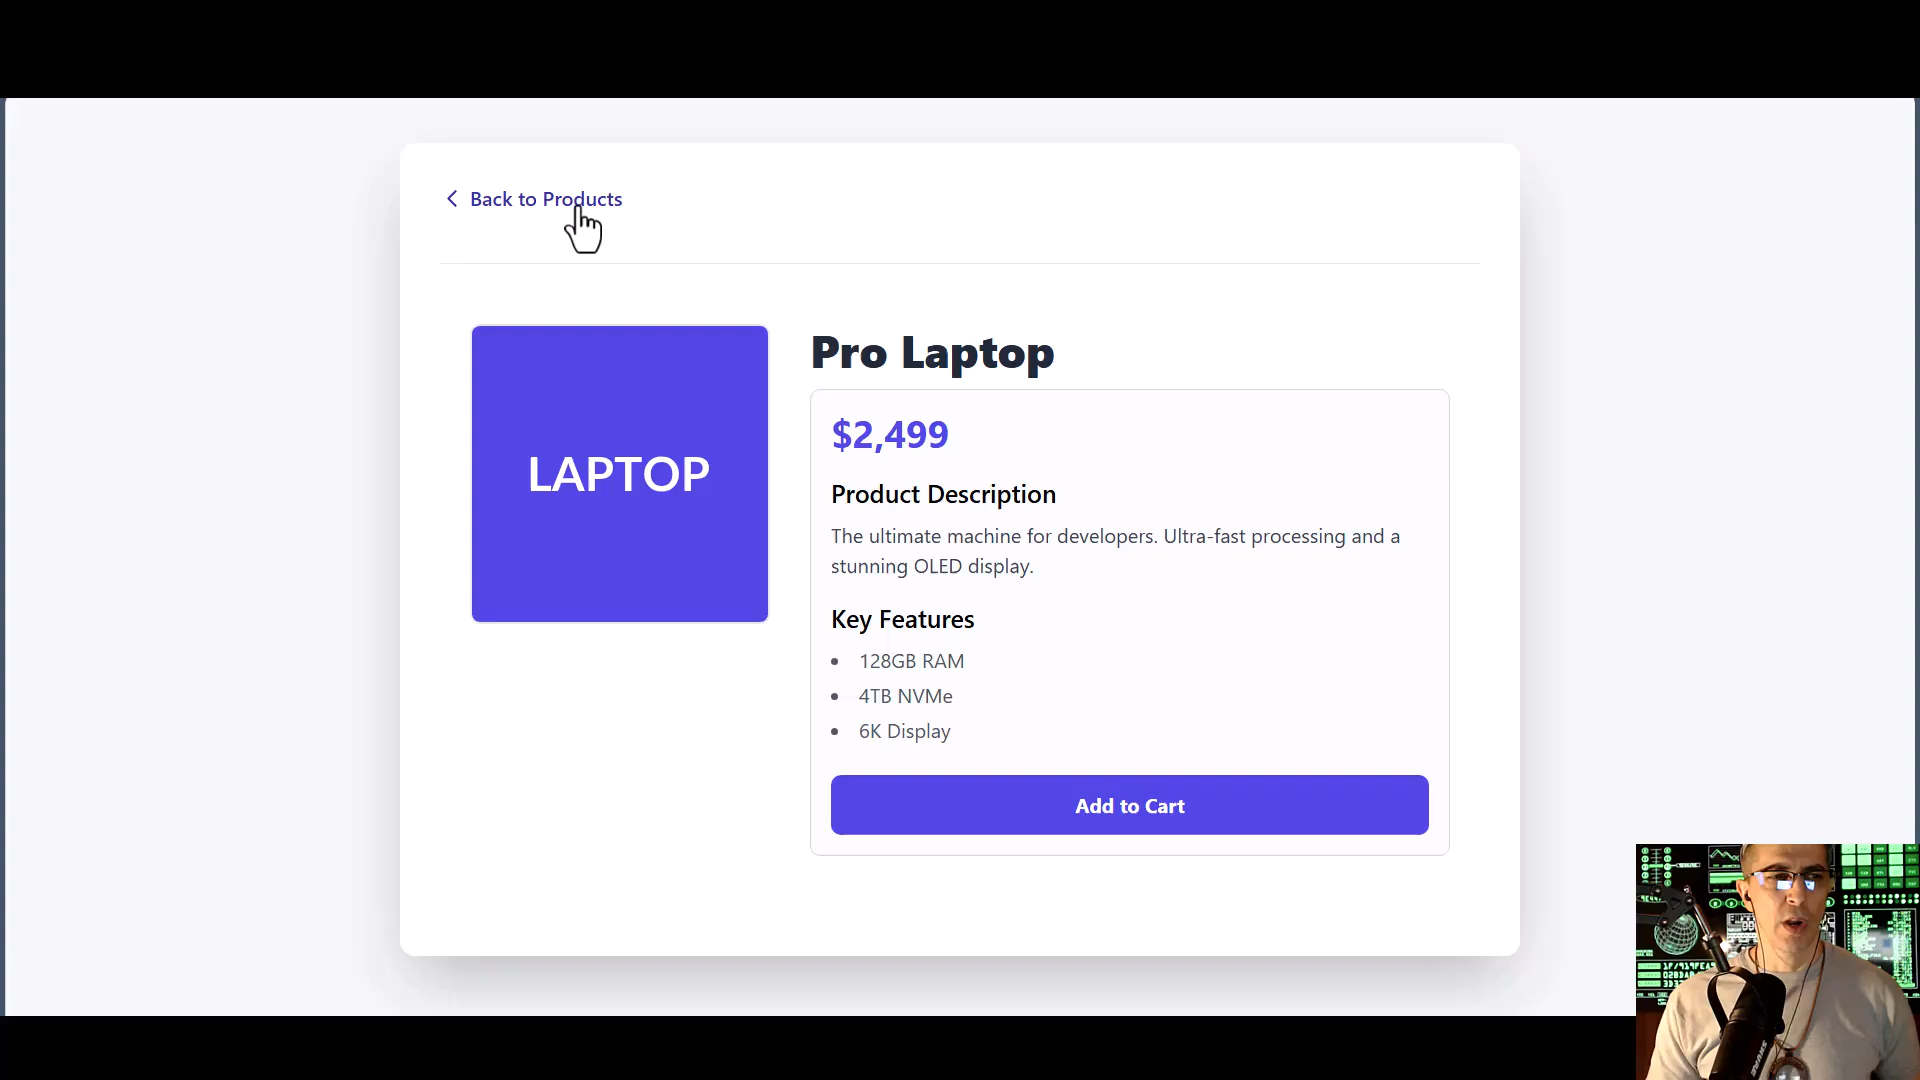 Back to Products
LAPTOP
Pro Laptop
$2,499
Product Description
The ultimate machine for developers. Ultra-fast processing and a
stunning OLED display.
Key Features
128GB RAM
4TB NVMe
6K Display
Add to Cart
SHURE